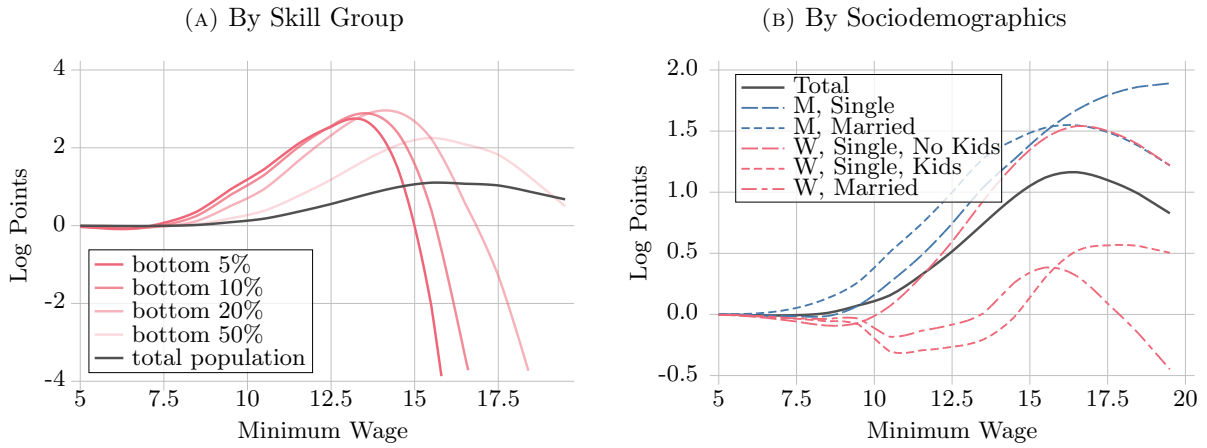 (A) By Skill Group
Log Points
4
2
0
-2
-4
bottom 5%
bottom 10%
bottom 20%
bottom 50%
total population
5
7.5
10
12.5
15
17.5
Minimum Wage
(B) By Sociodemographics
Log Points
2.0
1.5
1.0
0.5
0.0
-0.5
Total
M, Single
M, Married
W, Single, No Kids
W, Single, Kids
W, Married
5
7.5
10
12.5
15
17.5
20
Minimum Wage